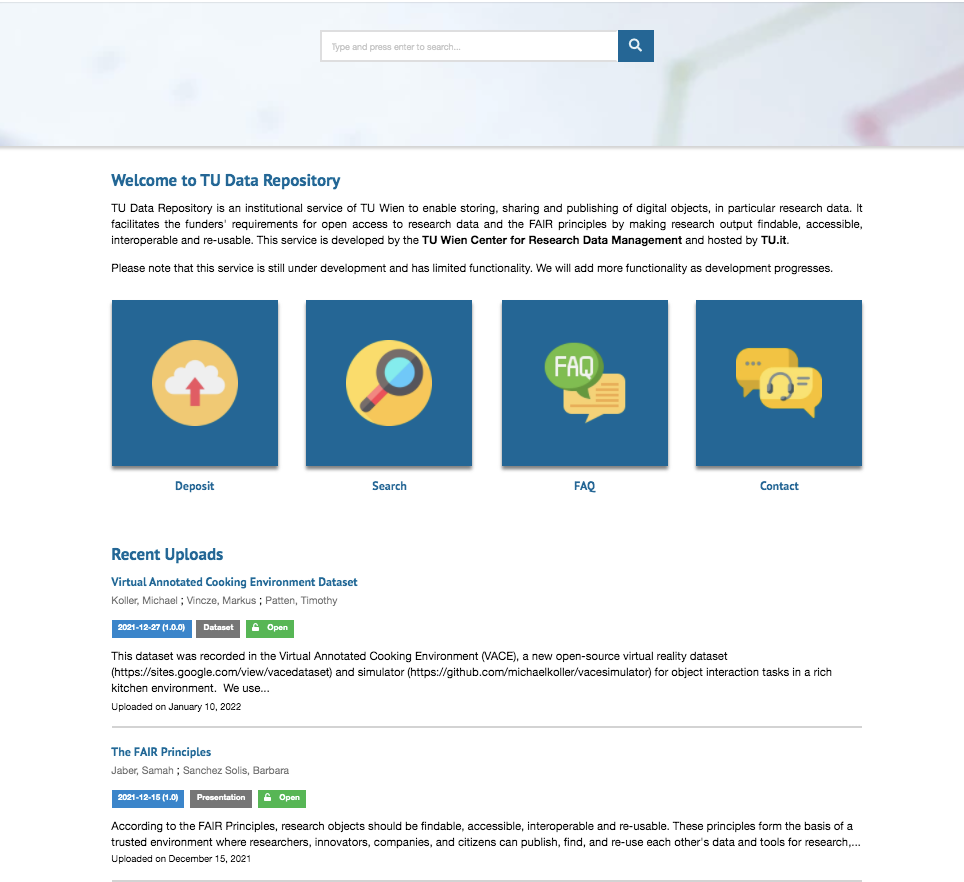 Type and press enter to search...
Welcome to TU Data Repository
TU Data Repository is an institutional service of TU Wien to enable storing, sharing and publishing of digital objects, in particular research data. It
facilitates the funders' requirements for open access to research data and the FAIR principles by making research output findable, accessible,
interoperable and re-usable. This service is developed by the TU Wien Center for Research Data Management and hosted by TU.it.
Please note that this service is still under development and has limited functionality. We will add more functionality as development progresses.
FAQ
Deposit
Search
FAQ
Contact
Recent Uploads
Virtual Annotated Cooking Environment Dataset
Koller, Michael ; Vincze, Markus ; Patten, Timothy
2021-12-27 (1.0.0) Dataset Open
This dataset was recorded in the Virtual Annotated Cooking Environment (VACE), a new open-source virtual reality dataset
(https://sites.google.com/view/vacedataset) and simulator (https://github.com/michaelkoller/vacesimulator) for object interaction tasks in a rich
kitchen environment.  We use...
Uploaded on January 10, 2022
The FAIR Principles
Jaber, Samah ; Sanchez Solis, Barbara
2021-12-15 (1.0) Presentation Open
According to the FAIR Principles, research objects should be findable, accessible, interoperable and re-usable. These principles form the basis of a
trusted environment where researchers, innovators, companies, and citizens can publish, find, and re-use each other's data and tools for research,...
Uploaded on December 15, 2021